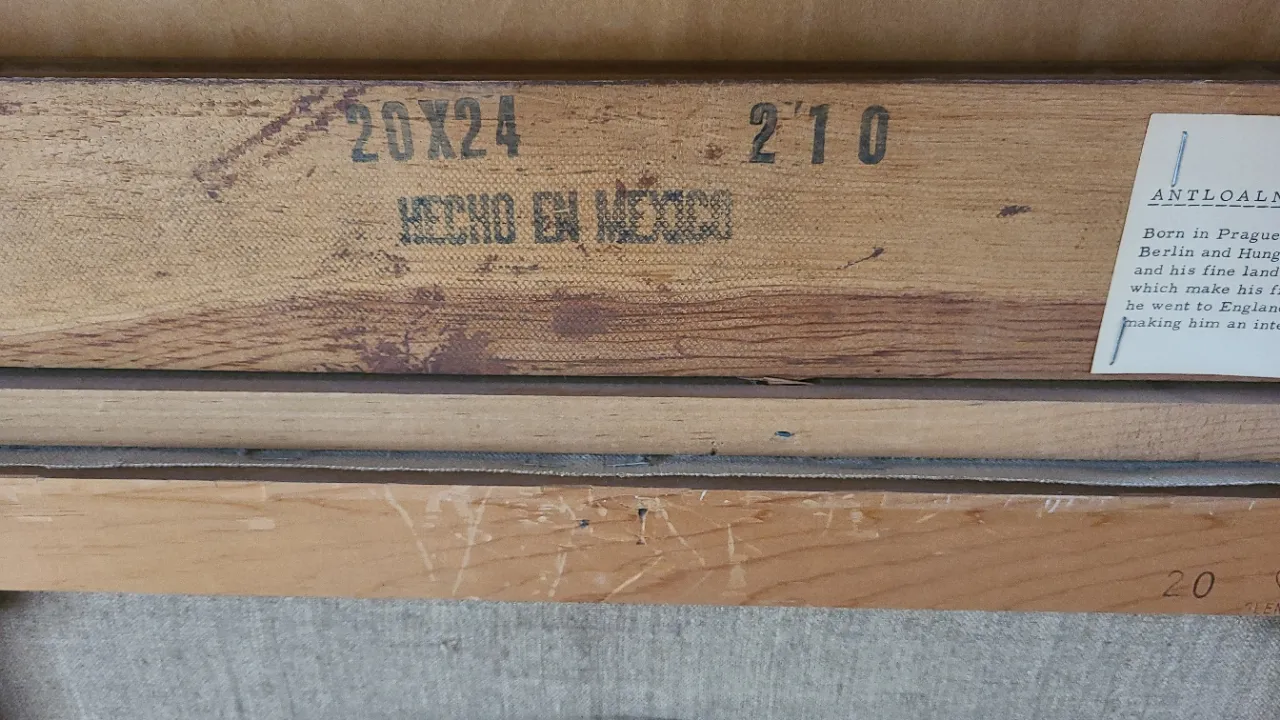 20X24 2 10
HECHO EN MEXICO
ANTLOALN
Born in Prague
Berlin and Hung
and his fine land
which make his f
he went to England
making him an inte
20